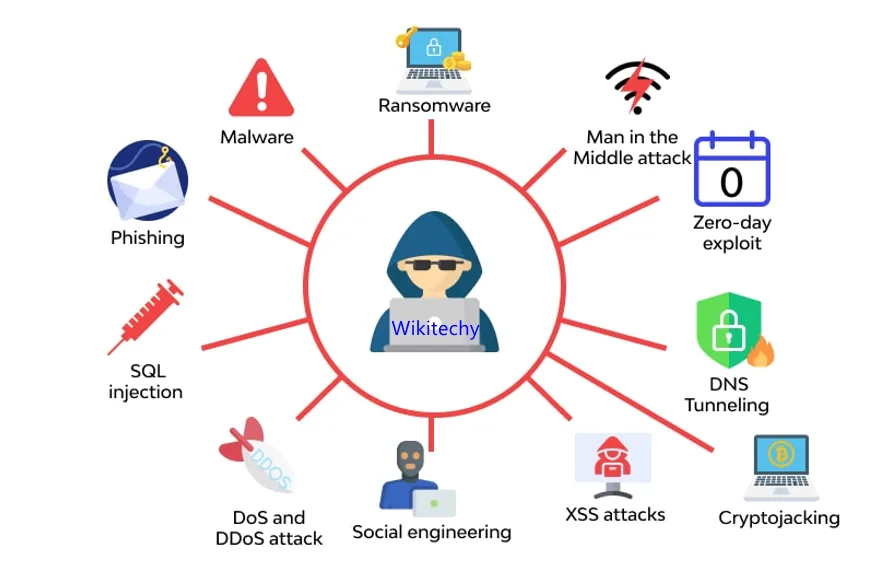 Ransomware
Malware
Man in the
Middle attack
0
Zero-day
exploit
Phishing
Wikitechy
SQL
injection
DNS
Tunneling
DDOS
DoS and
DDoS attack
Social engineering
XSS attacks
Cryptojacking